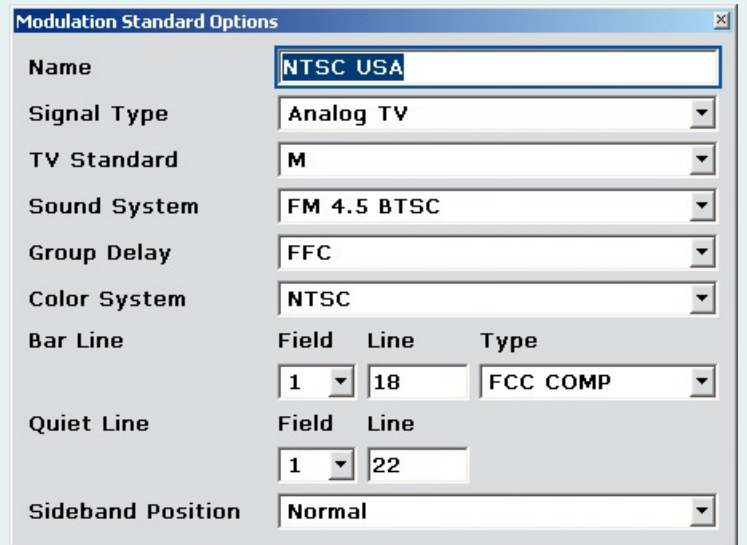 Modulation Standard Options
Name NTSC USA
Signal Type Analog TV
TV Standard M
Sound System FM 4.5 BTSC
Group Delay FFC
Color System NTSC
Bar Line Field Line Type
1 18 FCC COMP
Quiet Line Field Line
1 22
Sideband Position Normal